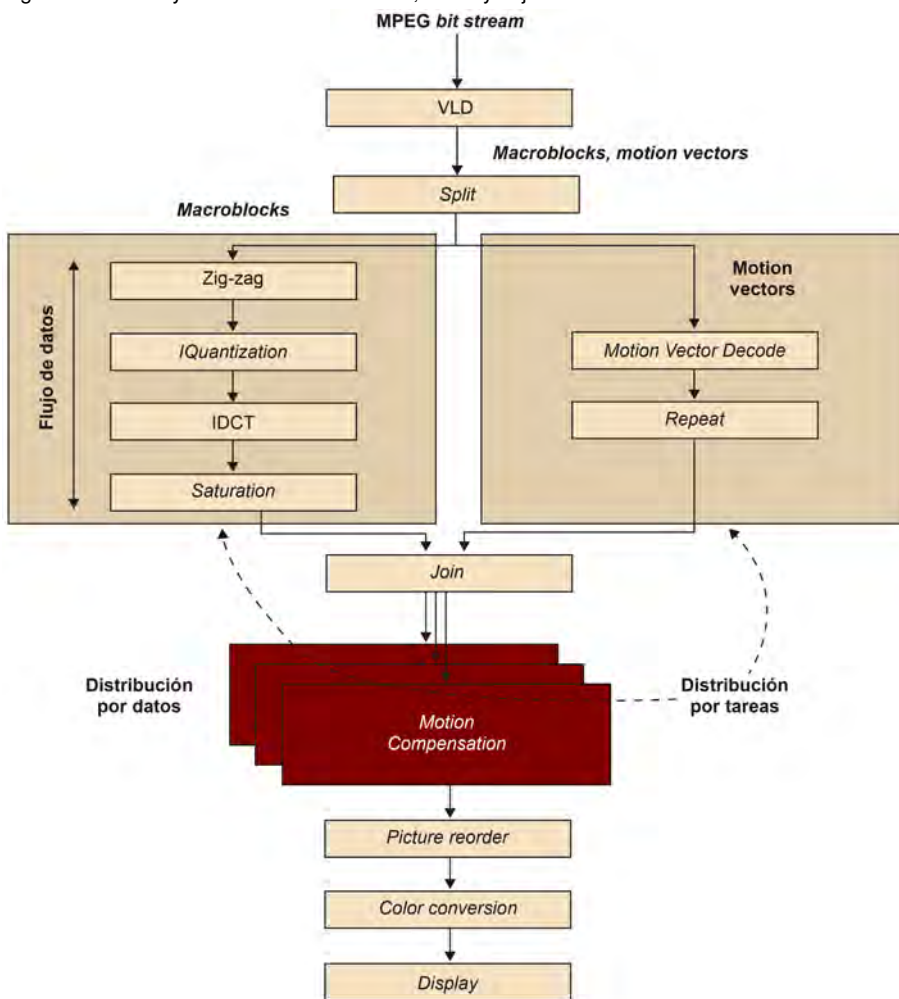 MPEG bit stream
VLD
Macroblocks, motion vectors
Split
Macroblocks
Zig-zag
IQuantization
IDCT
Saturation
Flujo de datos
Motion
vectors
Motion Vector Decode
Repeat
Join
Distribución
por datos
Motion
Compensation
Distribución
por tareas
Picture reorder
Color conversion
Display